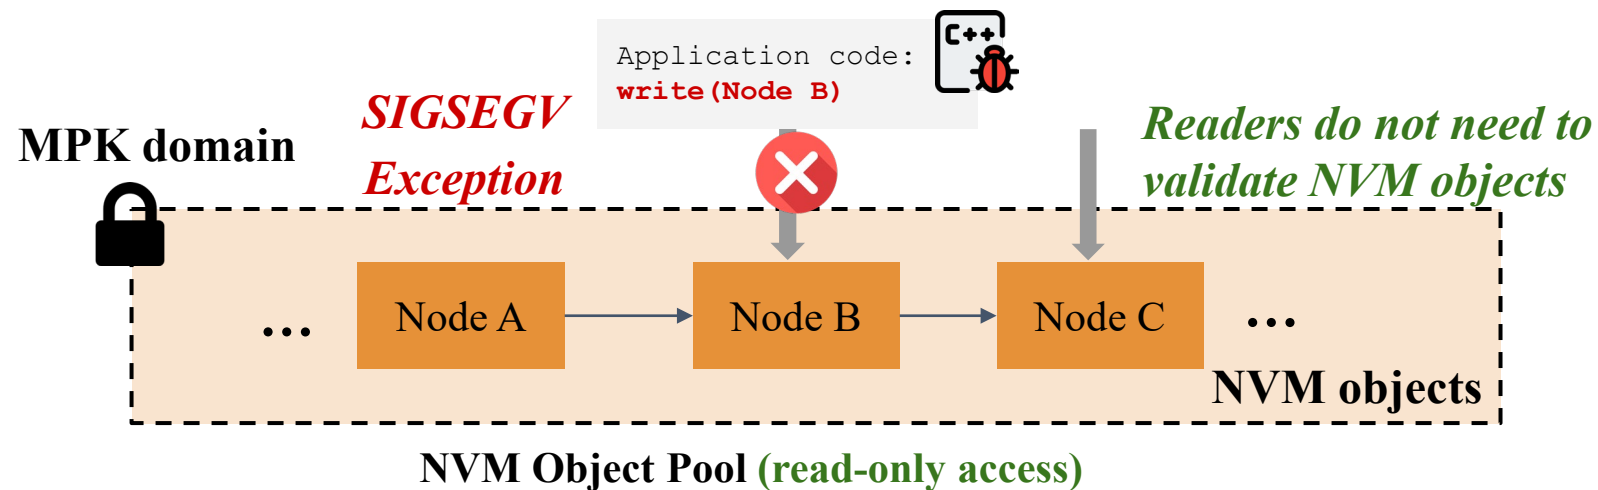 Application code:
write(Node B)
C++
SIGSEGV
Exception
MPK domain
Readers do not need to
validate NVM objects
... Node A Node B Node C ...
NVM objects
NVM Object Pool (read-only access)